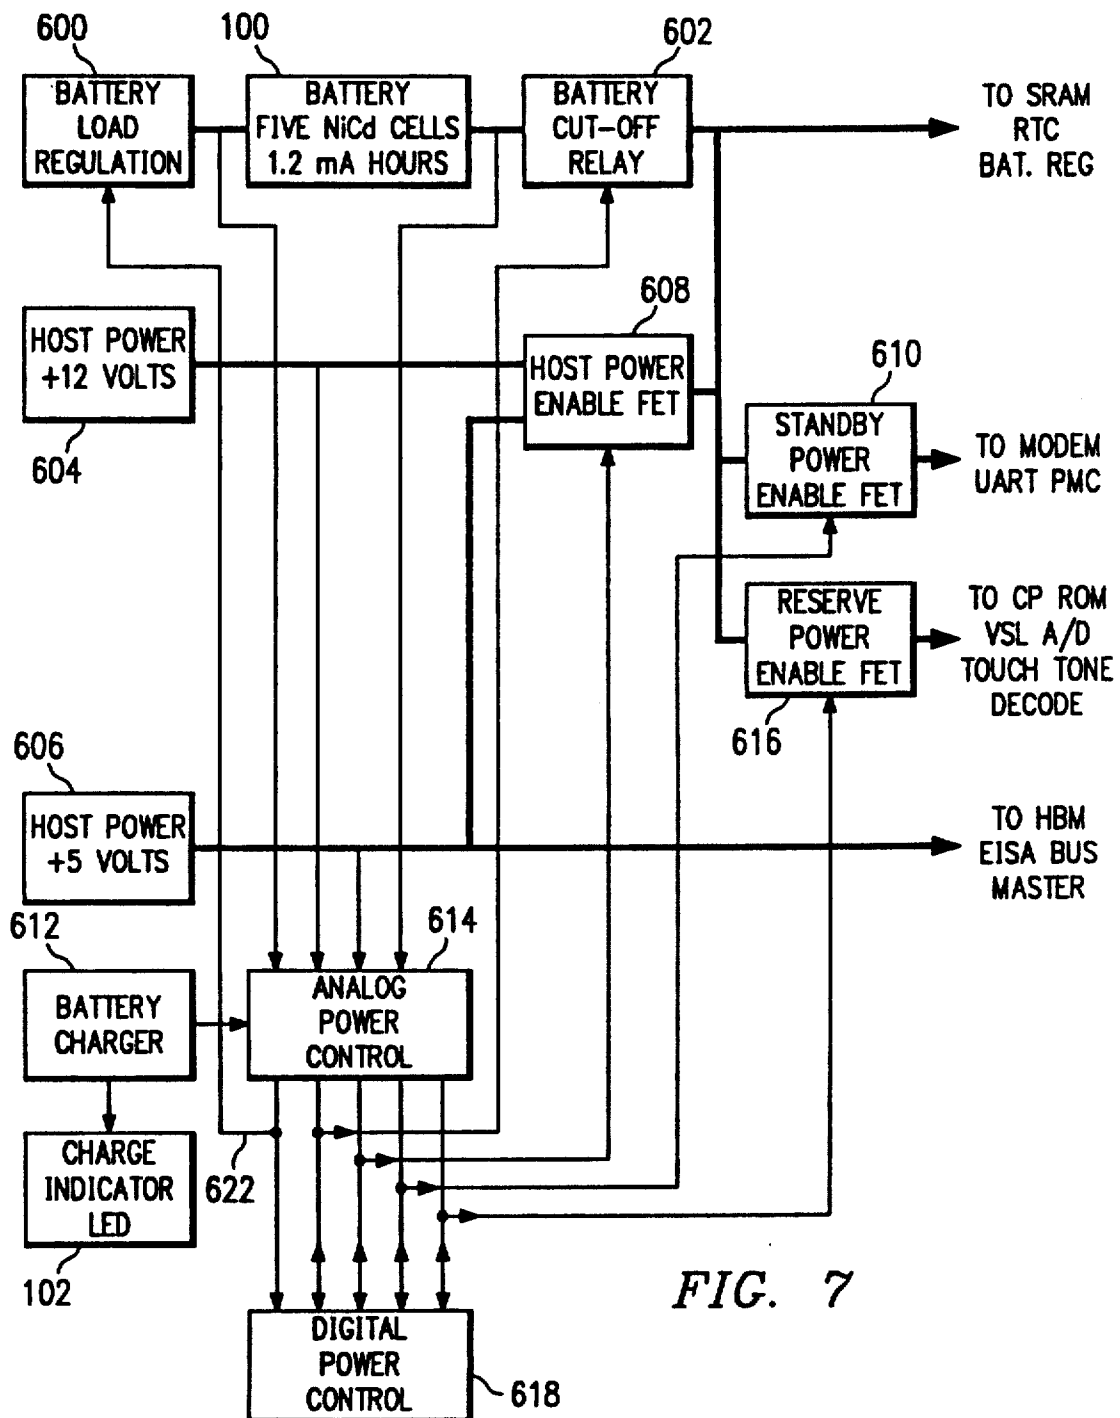 600
100
602
BATTERY
LOAD
REGULATION
BATTERY
FIVE NiCd CELLS
1.2 mA HOURS
BATTERY
CUT-OFF
RELAY
TO SRAM
RTC
BAT. REG
HOST POWER
+12 VOLTS
604
608
HOST POWER
ENABLE FET
610
STANDBY
POWER
ENABLE FET
TO MODEM
UART PMC
RESERVE
POWER
ENABLE FET
616
TO CP ROM
VSL A/D
TOUCH TONE
DECODE
606
HOST POWER
+5 VOLTS
TO HBM
EISA BUS
MASTER
612
BATTERY
CHARGER
614
ANALOG
POWER
CONTROL
CHARGE
INDICATOR
LED
102
622
DIGITAL
POWER
CONTROL
618
FIG. 7